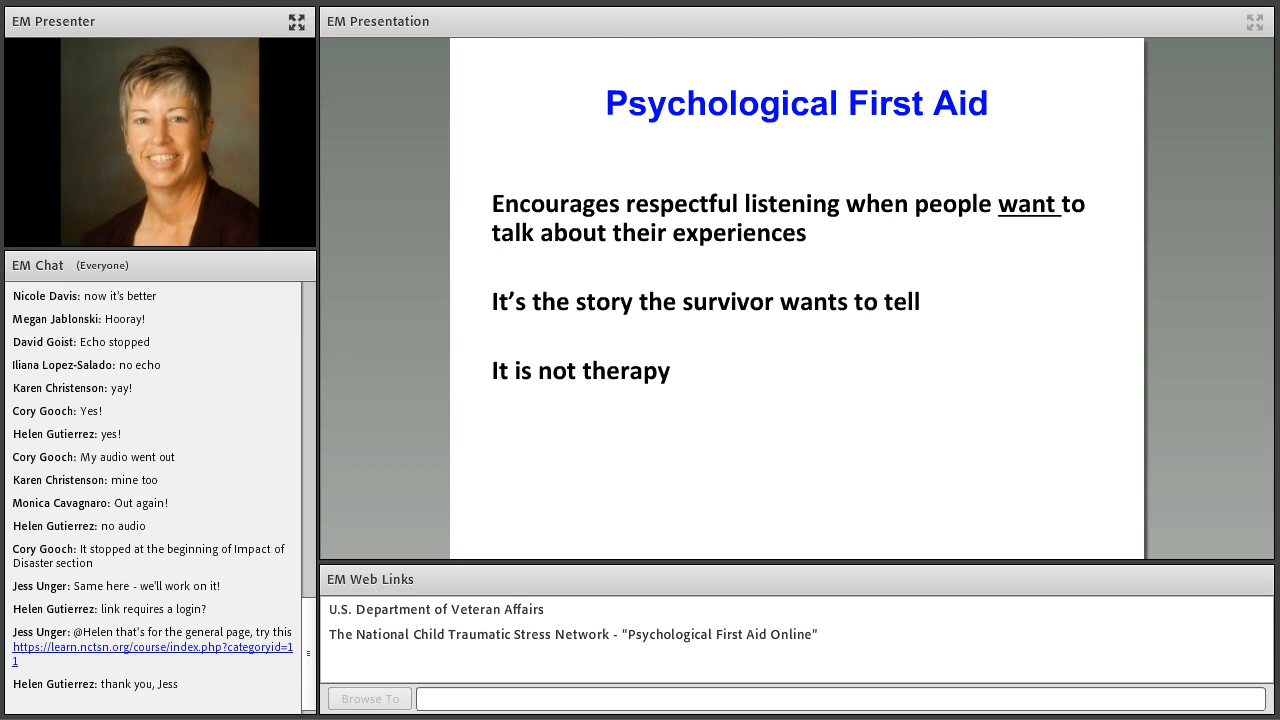 EM Presenter
EM Chat (Everyone)
Nicole Davis: now it's better
Megan Jablonski: Hooray!
David Goist: Echo stopped
Iliana Lopez-Salado: no echo
Karen Christenson: yay!
Cory Gooch: Yes!
Helen Gutierrez: yes!
Cory Gooch: My audio went out
Karen Christenson: mine too
Monica Cavagnaro: Out again!
Helen Gutierrez: no audio
Cory Gooch: It stopped at the beginning of Impact of
Disaster section
Jess Unger: Same here - we'll work on it!
Helen Gutierrez: link requires a login?
Jess Unger: @Helen that's for the general page, try this
https://learn.nctsn.org/course/index.php?categoryid=1
1
Helen Gutierrez: thank you, Jess
EM Presentation
Psychological First Aid
Encourages respectful listening when people want to
talk about their experiences
It's the story the survivor wants to tell
It is not therapy
EM Web Links
U.S. Department of Veteran Affairs
The National Child Traumatic Stress Network - "Psychological First Aid Online"
Browse To